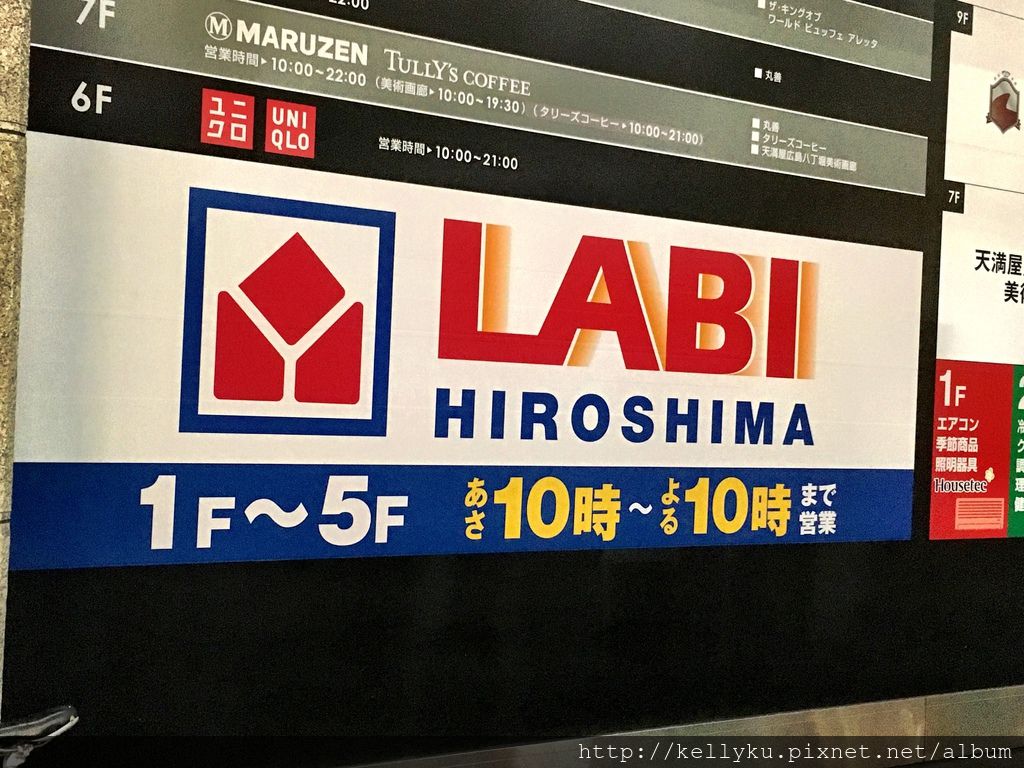 22:00
ザ・キングオブ
ワールド ビュッフェ アレッタ
7F
M MARUZEN TULLY'S COFFEE
営業時間▶10:00~22:00 (美術画廊▶10:00~19:30) (タリーズコーヒー▶10:00~21:00)
■丸善
■丸善
■タリーズコーヒー
■天満屋広島八丁堀美術画廊
6F
ユニクロ
UNI
QLO
営業時間▶10:00~21:00
LABI
HIROSHIMA
1F~5F
あさ10時~よる10時まで営業
9F
7F
天満屋
美術
1F
エアコン
季節商品
照明器具
Housetec
http://kellyku.pixnet.net/album